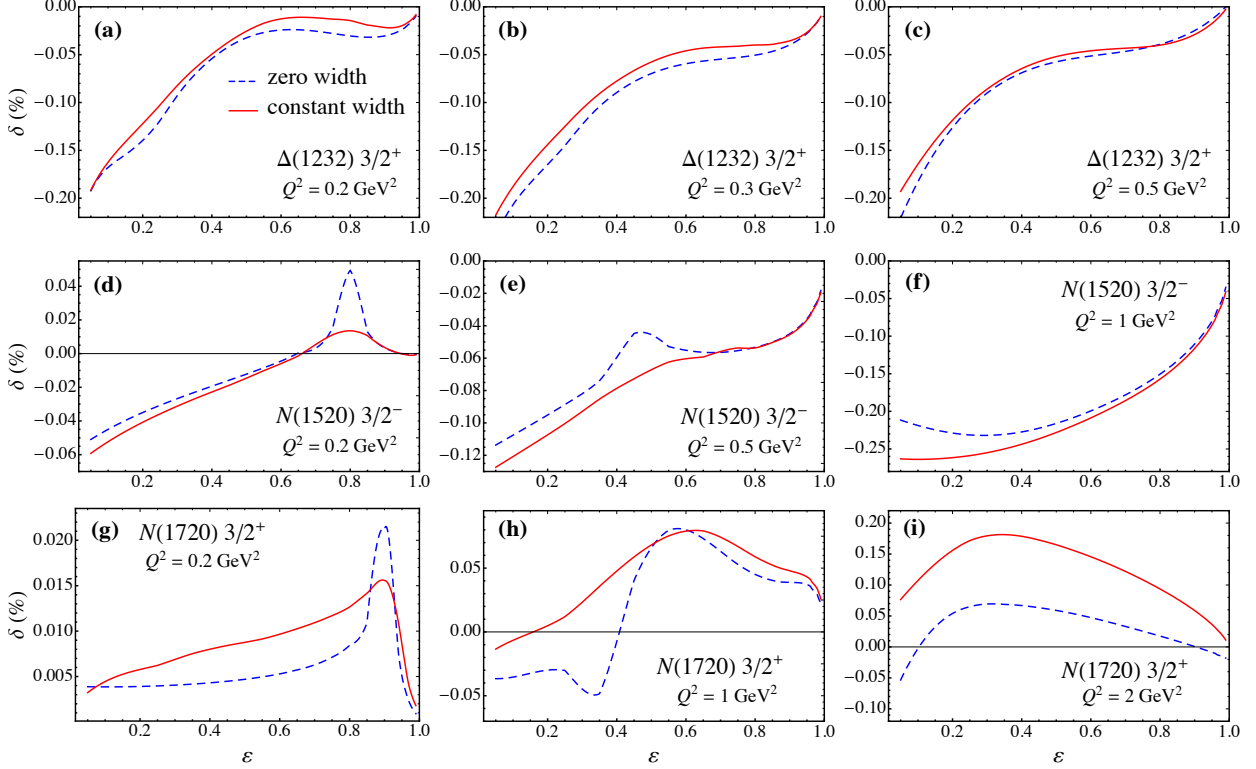 (a)
δ (%)
0.00
−0.05
−0.10
−0.15
−0.20
zero width
constant width
Δ(1232) 3/2⁺
Q² = 0.2 GeV²
0.2 0.4 0.6 0.8 1.0
(b)
0.00
−0.05
−0.10
−0.15
−0.20
Δ(1232) 3/2⁺
Q² = 0.3 GeV²
0.2 0.4 0.6 0.8 1.0
(c)
0.00
−0.05
−0.10
−0.15
−0.20
Δ(1232) 3/2⁺
Q² = 0.5 GeV²
0.2 0.4 0.6 0.8 1.0
(d)
δ (%)
0.04
0.02
0.00
−0.02
−0.04
−0.06
N(1520) 3/2⁻
Q² = 0.2 GeV²
0.2 0.4 0.6 0.8 1.0
(e)
0.00
−0.02
−0.04
−0.06
−0.08
−0.10
−0.12
N(1520) 3/2⁻
Q² = 0.5 GeV²
0.2 0.4 0.6 0.8 1.0
(f)
0.00
−0.05
−0.10
−0.15
−0.20
−0.25
N(1520) 3/2⁻
Q² = 1 GeV²
0.2 0.4 0.6 0.8 1.0
(g)
δ (%)
0.020
0.015
0.010
0.005
N(1720) 3/2⁺
Q² = 0.2 GeV²
0.2 0.4 0.6 0.8 1.0
ε
(h)
0.05
0.00
−0.05
N(1720) 3/2⁺
Q² = 1 GeV²
0.2 0.4 0.6 0.8 1.0
ε
(i)
0.20
0.15
0.10
0.05
0.00
−0.05
−0.10
N(1720) 3/2⁺
Q² = 2 GeV²
0.2 0.4 0.6 0.8 1.0
ε